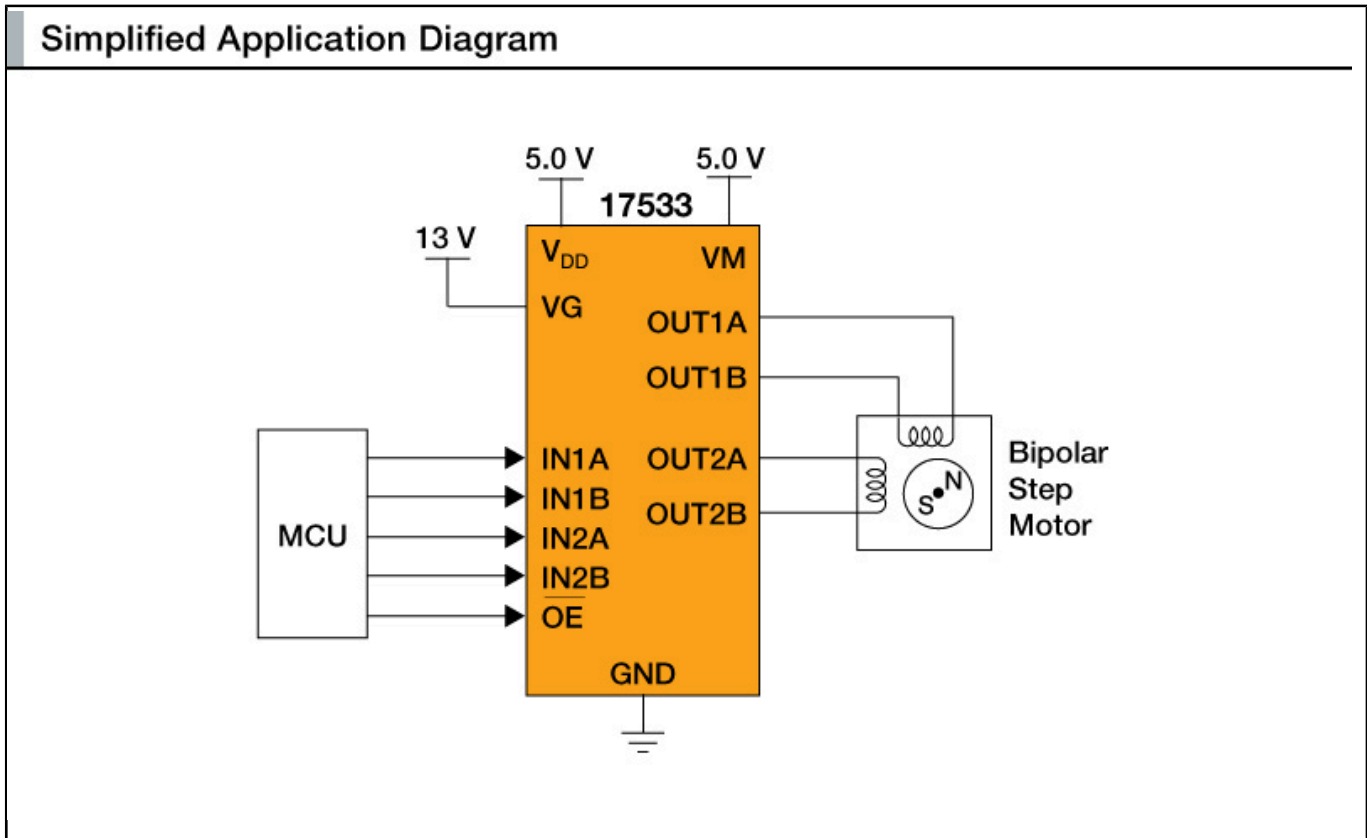 Simplified Application Diagram
5.0 V
5.0 V
17533
13 V
VDD
VM
VG
OUT1A
OUT1B
IN1A
OUT2A
IN1B
OUT2B
IN2A
IN2B
OE
GND
MCU
Bipolar
Step
Motor
N
S